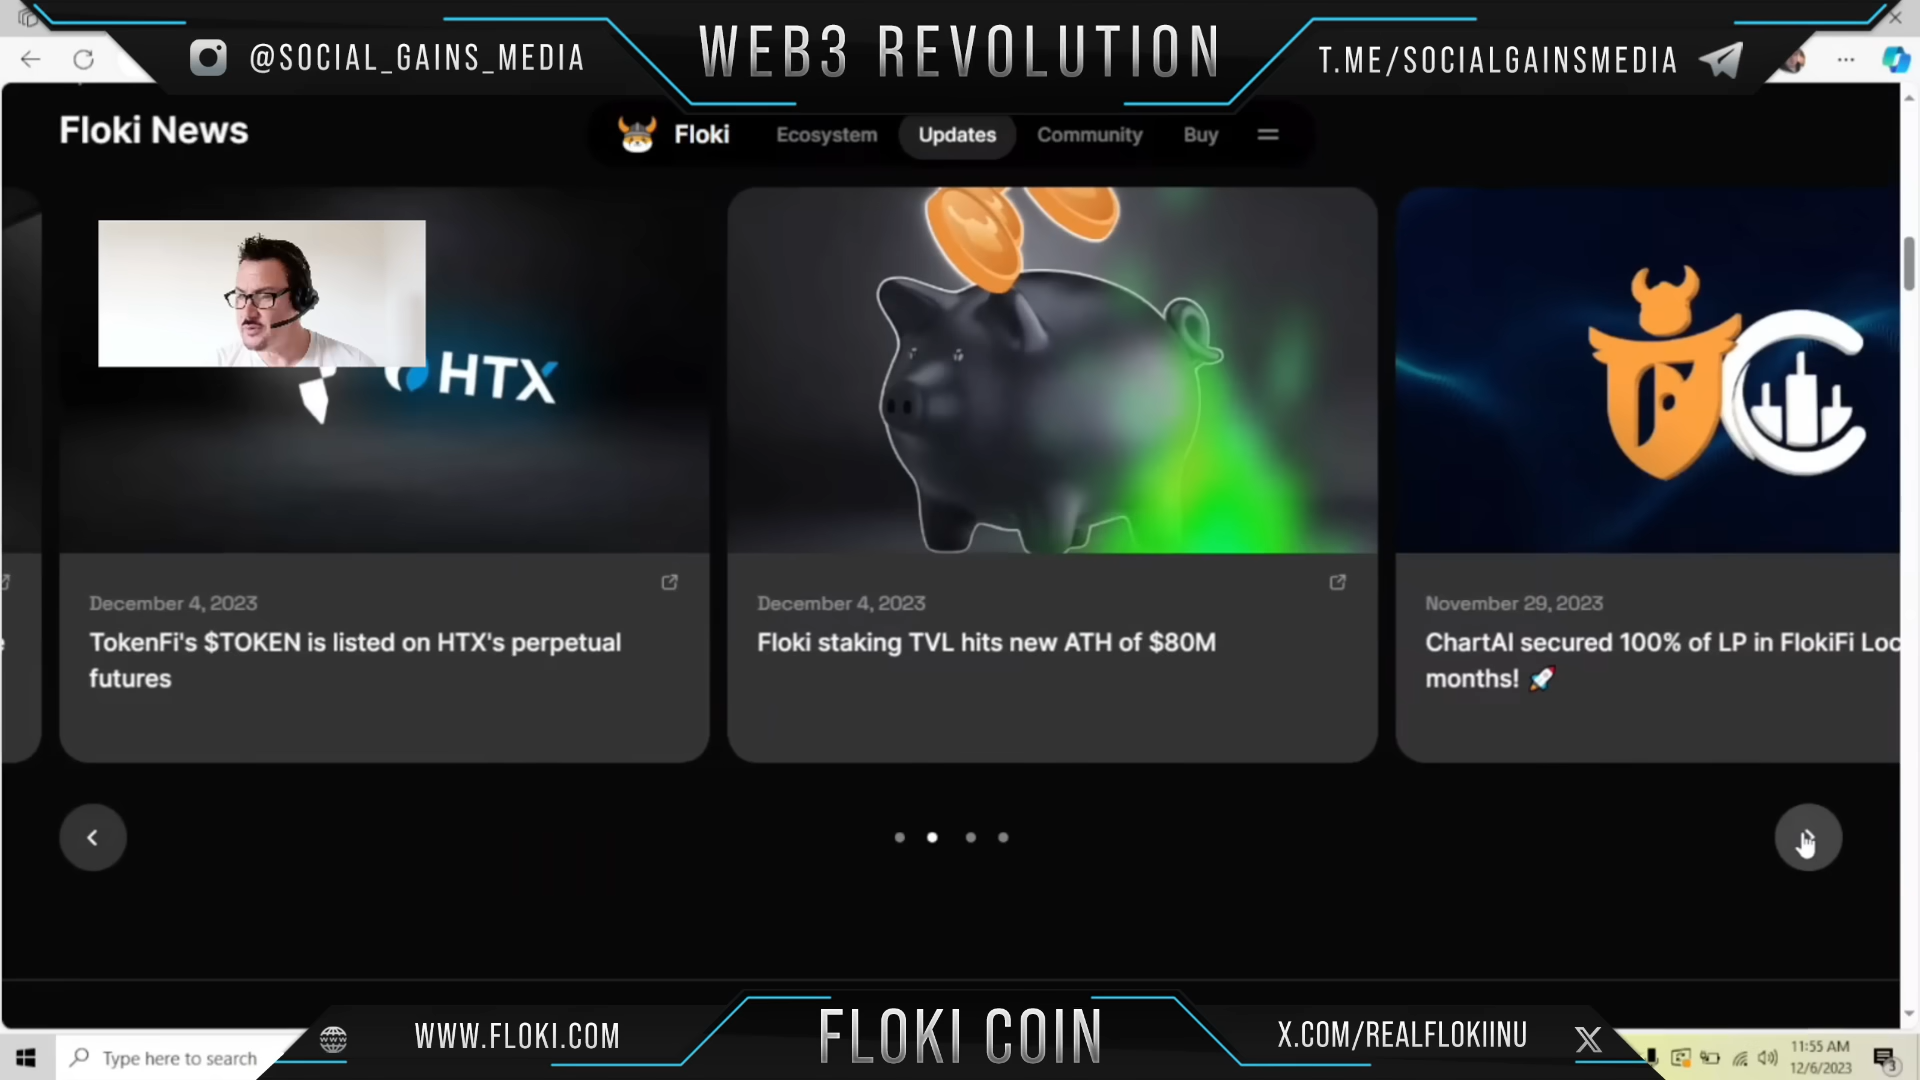 @SOCIAL_GAINS_MEDIA
WEB3 REVOLUTION
T.ME/SOCIALGAINSMEDIA
Floki News
Floki
Ecosystem
Updates
Community
Buy
HTX
December 4, 2023
TokenFi's $TOKEN is listed on HTX's perpetual
futures
December 4, 2023
Floki staking TVL hits new ATH of $80M
November 29, 2023
ChartAI secured 100% of LP in FlokiFi Loc
months! 🚀
WWW.FLOKI.COM
FLOKI COIN
X.COM/REALFLOKIINU
Type here to search
11:55 AM
12/6/2023
3